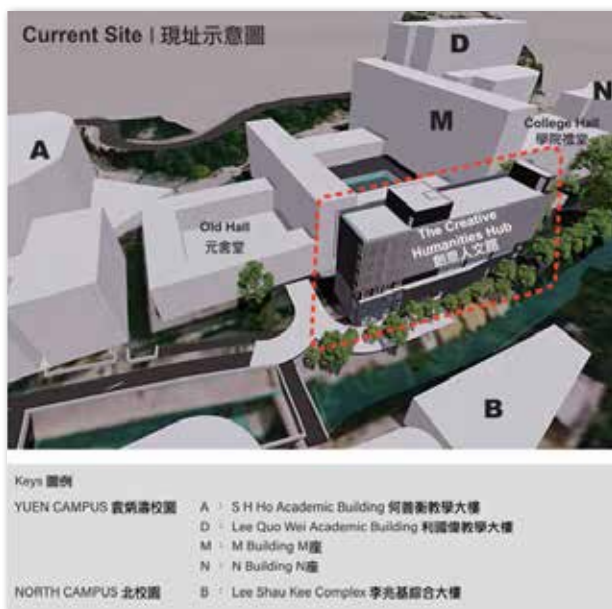 Current Site | 現址示意圖
D
N
A
M
College Hall
學院禮堂
Old Hall
元舍堂
The Creative
Humanities Hub
創意人文館
B
Keys 圖例
YUEN CAMPUS 袁炳濤校園
A : S H Ho Academic Building 何善衡教學大樓
D : Lee Quo Wei Academic Building 利國偉教學大樓
M : M Building M座
N : N Building N座
NORTH CAMPUS 北校園
B : Lee Shau Kee Complex 李兆基綜合大樓